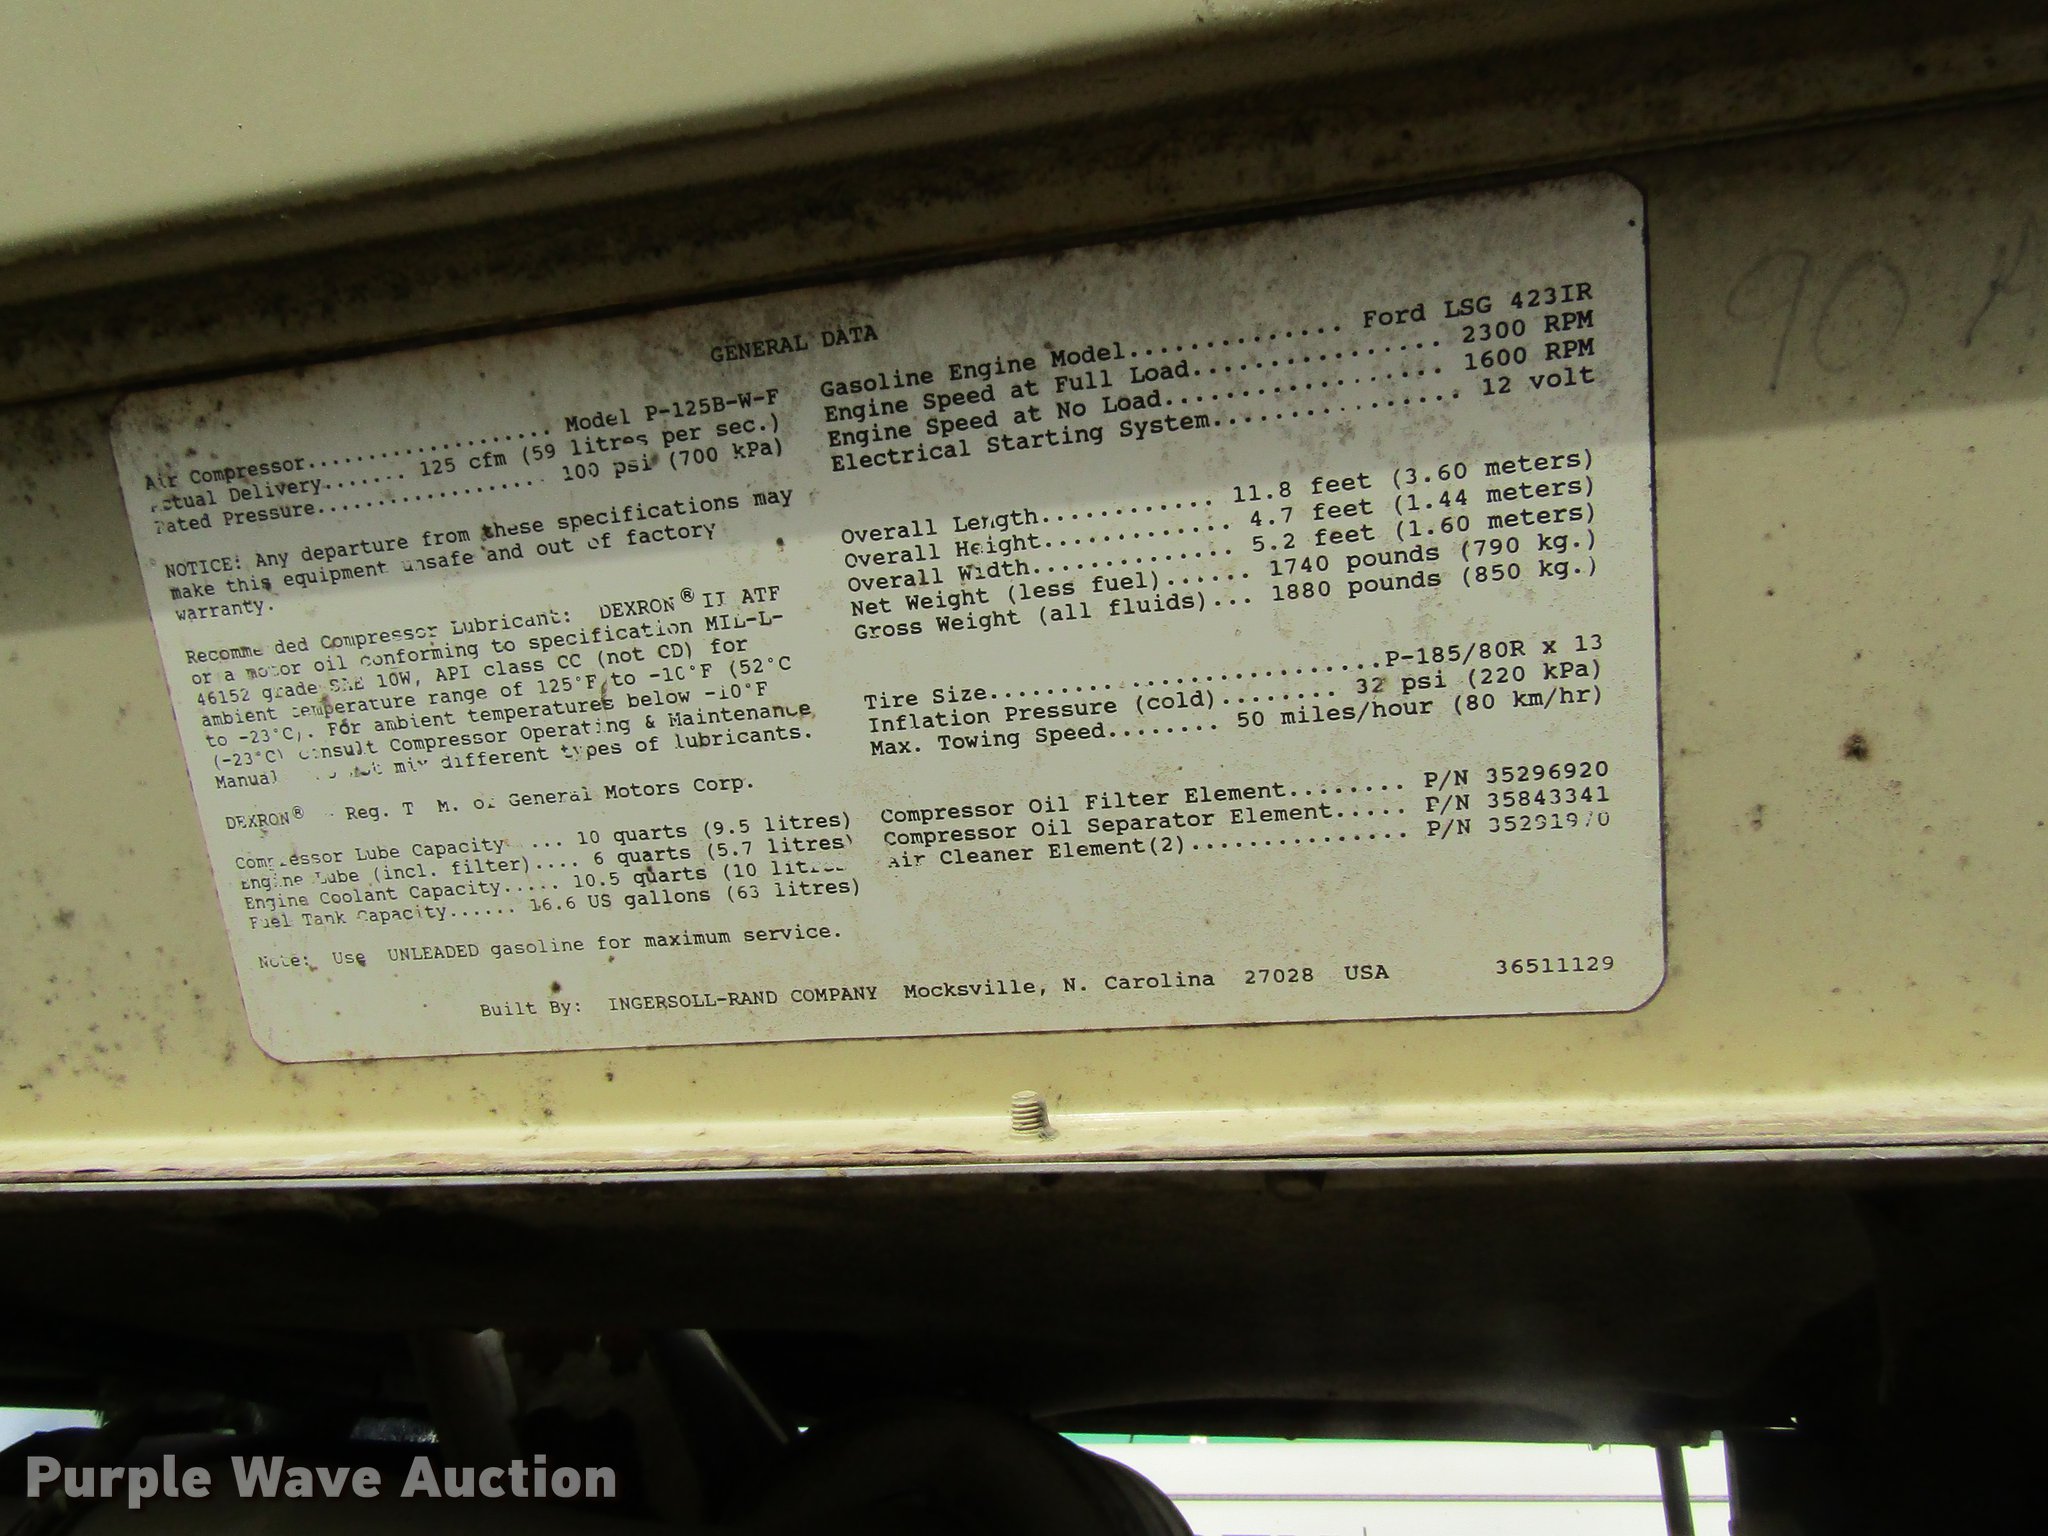 GENERAL DATA
Air Compressor.................... Model P-125B-W-F
Actual Delivery....... 125 cfm (59 litres per sec.)
Rated Pressure................... 100 psi (700 kPa)
NOTICE: Any departure from these specifications may
make this equipment unsafe and out of factory
warranty.
Recommended Compressor Lubricant: DEXRON® II ATF
or a motor oil conforming to specification MIL-L-
46152 grade SAE 10W, API class CC (not CD) for
ambient temperature range of 125°F to -10°F (52°C
to -23°C). For ambient temperatures below -10°F
(-23°C) consult Compressor Operating & Maintenance
Manual not mix different types of lubricants.
DEXRON® - Reg. T M. of General Motors Corp.
Compressor Lube Capacity.... 10 quarts (9.5 litres)
Engine Lube (incl. filter).... 6 quarts (5.7 litres)
Engine Coolant Capacity..... 10.5 quarts (10 litres
Fuel Tank Capacity...... 16.6 US gallons (63 litres)
Note: Use UNLEADED gasoline for maximum service.
Gasoline Engine Model.............. Ford LSG 423IR
Engine Speed at Full Load................ 2300 RPM
Engine Speed at No Load.................. 1600 RPM
Electrical Starting System................ 12 volt
Overall Length............ 11.8 feet (3.60 meters)
Overall Height............. 4.7 feet (1.44 meters)
Overall Width.............. 5.2 feet (1.60 meters)
Net Weight (less fuel)...... 1740 pounds (790 kg.)
Gross Weight (all fluids)... 1880 pounds (850 kg.)
Tire Size..........................P-185/80R x 13
Inflation Pressure (cold)........ 32 psi (220 kPa)
Max. Towing Speed........ 50 miles/hour (80 km/hr)
Compressor Oil Filter Element........ P/N 35296920
Compressor Oil Separator Element..... P/N 35843341
Air Cleaner Element(2)............... P/N 35291970
Built By: INGERSOLL-RAND COMPANY Mocksville, N. Carolina 27028 USA 36511129
90
Purple Wave Auction